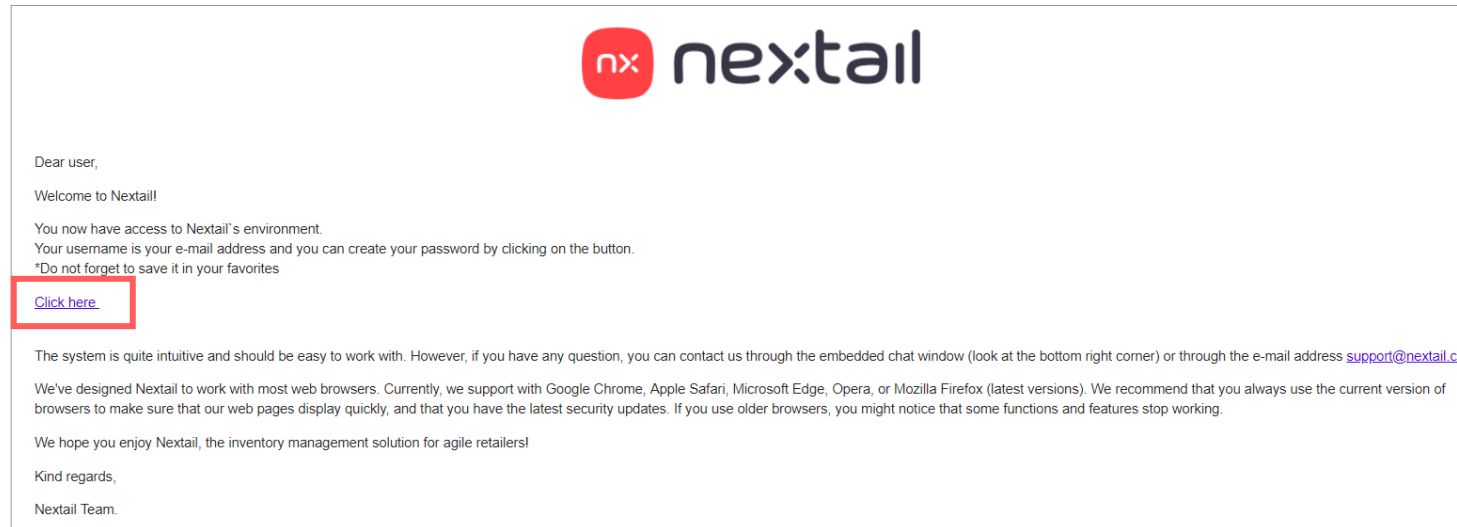 nx nextail
Dear user,
Welcome to Nextail!
You now have access to Nextail`s environment.
Your username is your e-mail address and you can create your password by clicking on the button.
*Do not forget to save it in your favorites
Click here
The system is quite intuitive and should be easy to work with. However, if you have any question, you can contact us through the embedded chat window (look at the bottom right corner) or through the e-mail address support@nextail.c
We've designed Nextail to work with most web browsers. Currently, we support with Google Chrome, Apple Safari, Microsoft Edge, Opera, or Mozilla Firefox (latest versions). We recommend that you always use the current version of
browsers to make sure that our web pages display quickly, and that you have the latest security updates. If you use older browsers, you might notice that some functions and features stop working.
We hope you enjoy Nextail, the inventory management solution for agile retailers!
Kind regards,
Nextail Team.